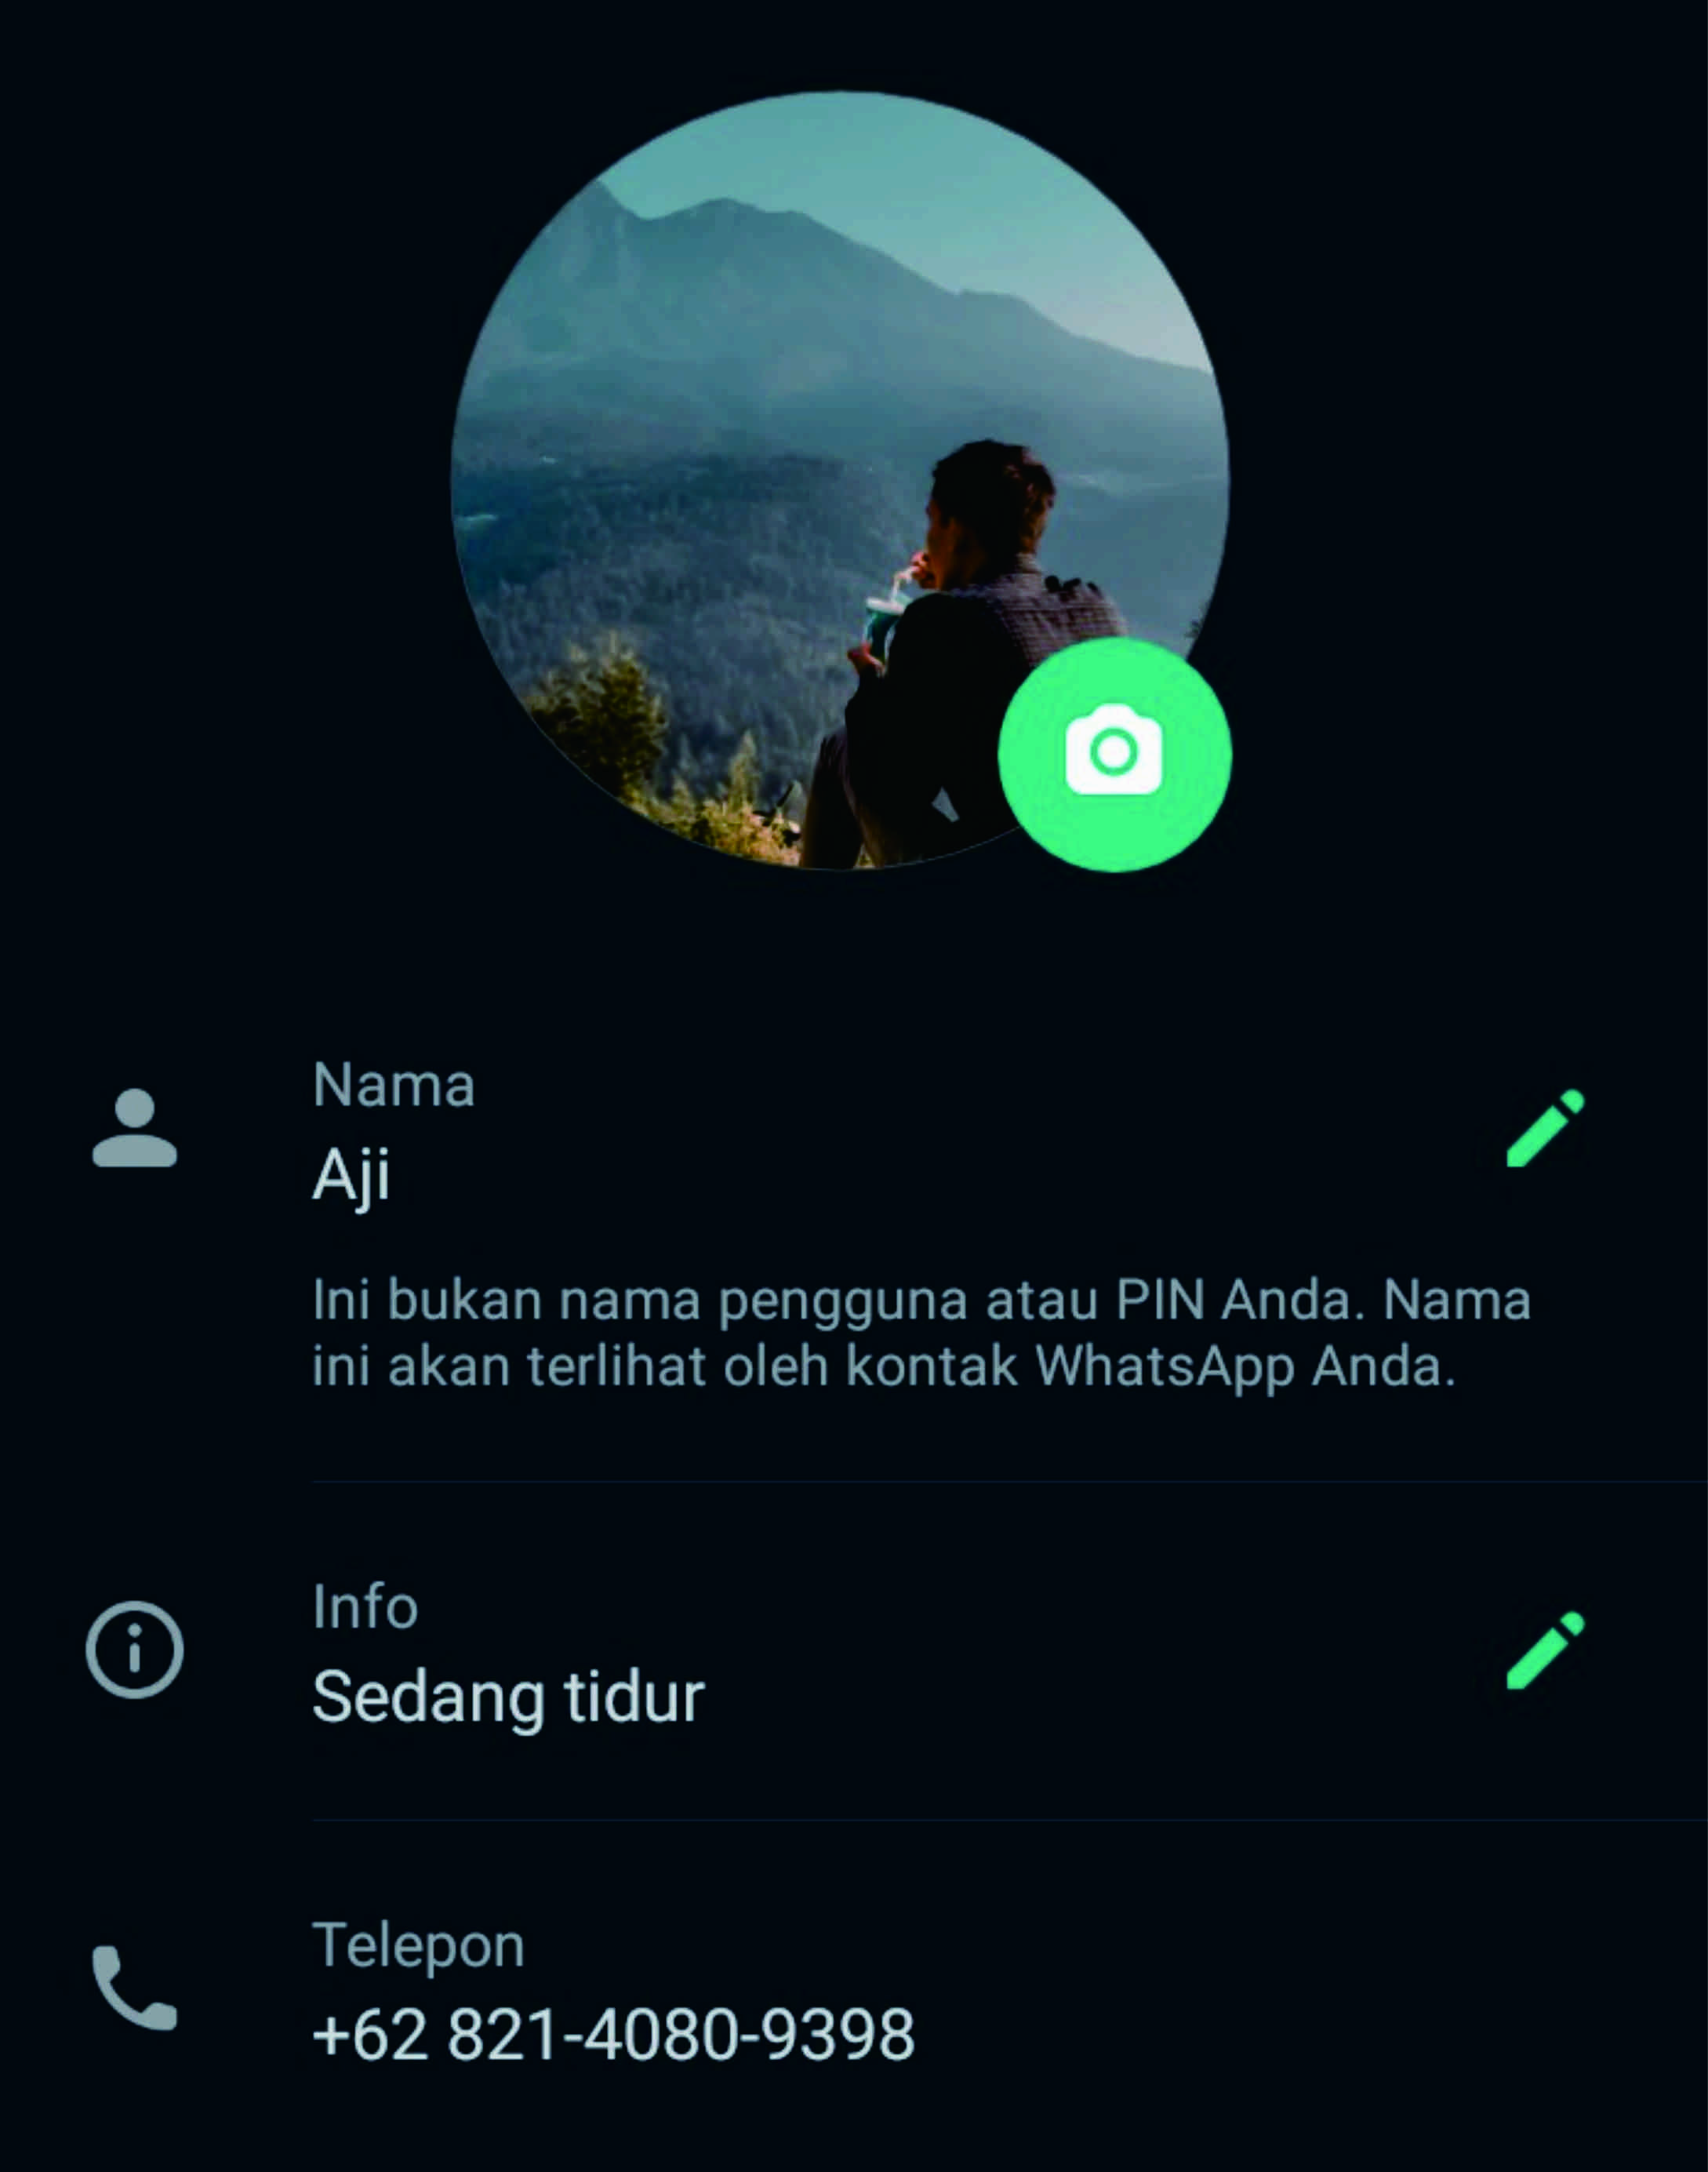 Nama
Aji
Ini bukan nama pengguna atau PIN Anda. Nama
ini akan terlihat oleh kontak WhatsApp Anda.
Info
Sedang tidur
Telepon
+62 821-4080-9398